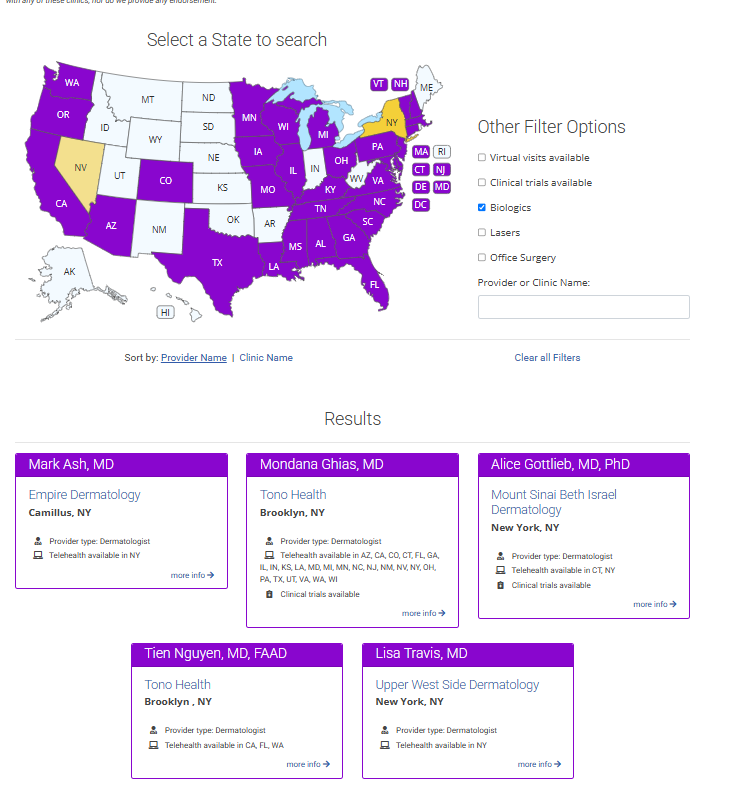 with any of these clinics, nor do we provide any endorsement.
Select a State to search
WA
OR
CA
NV
ID
MT
WY
UT
AZ
CO
NM
ND
SD
NE
KS
OK
TX
MN
IA
MO
AR
LA
WI
IL
MI
IN
OH
KY
TN
MS
AL
GA
FL
SC
NC
VA
WV
PA
NY
ME
VT NH
MA RI
CT NJ
DE MD
DC
AK
HI
Other Filter Options
Virtual visits available
Clinical trials available
Biologics
Lasers
Office Surgery
Provider or Clinic Name:
Sort by: Provider Name | Clinic Name
Clear all Filters
Results
Mark Ash, MD
Empire Dermatology
Camillus, NY
Provider type: Dermatologist
Telehealth available in NY
more info →
Mondana Ghias, MD
Tono Health
Brooklyn, NY
Provider type: Dermatologist
Telehealth available in AZ, CA, CO, CT, FL, GA,
IL, IN, KS, LA, MD, MI, MN, NC, NJ, NM, NV, NY, OH,
PA, TX, UT, VA, WA, WI
Clinical trials available
more info →
Alice Gottlieb, MD, PhD
Mount Sinai Beth Israel
Dermatology
New York, NY
Provider type: Dermatologist
Telehealth available in CT, NY
Clinical trials available
more info →
Tien Nguyen, MD, FAAD
Tono Health
Brooklyn , NY
Provider type: Dermatologist
Telehealth available in CA, FL, WA
more info →
Lisa Travis, MD
Upper West Side Dermatology
New York, NY
Provider type: Dermatologist
Telehealth available in NY
more info →